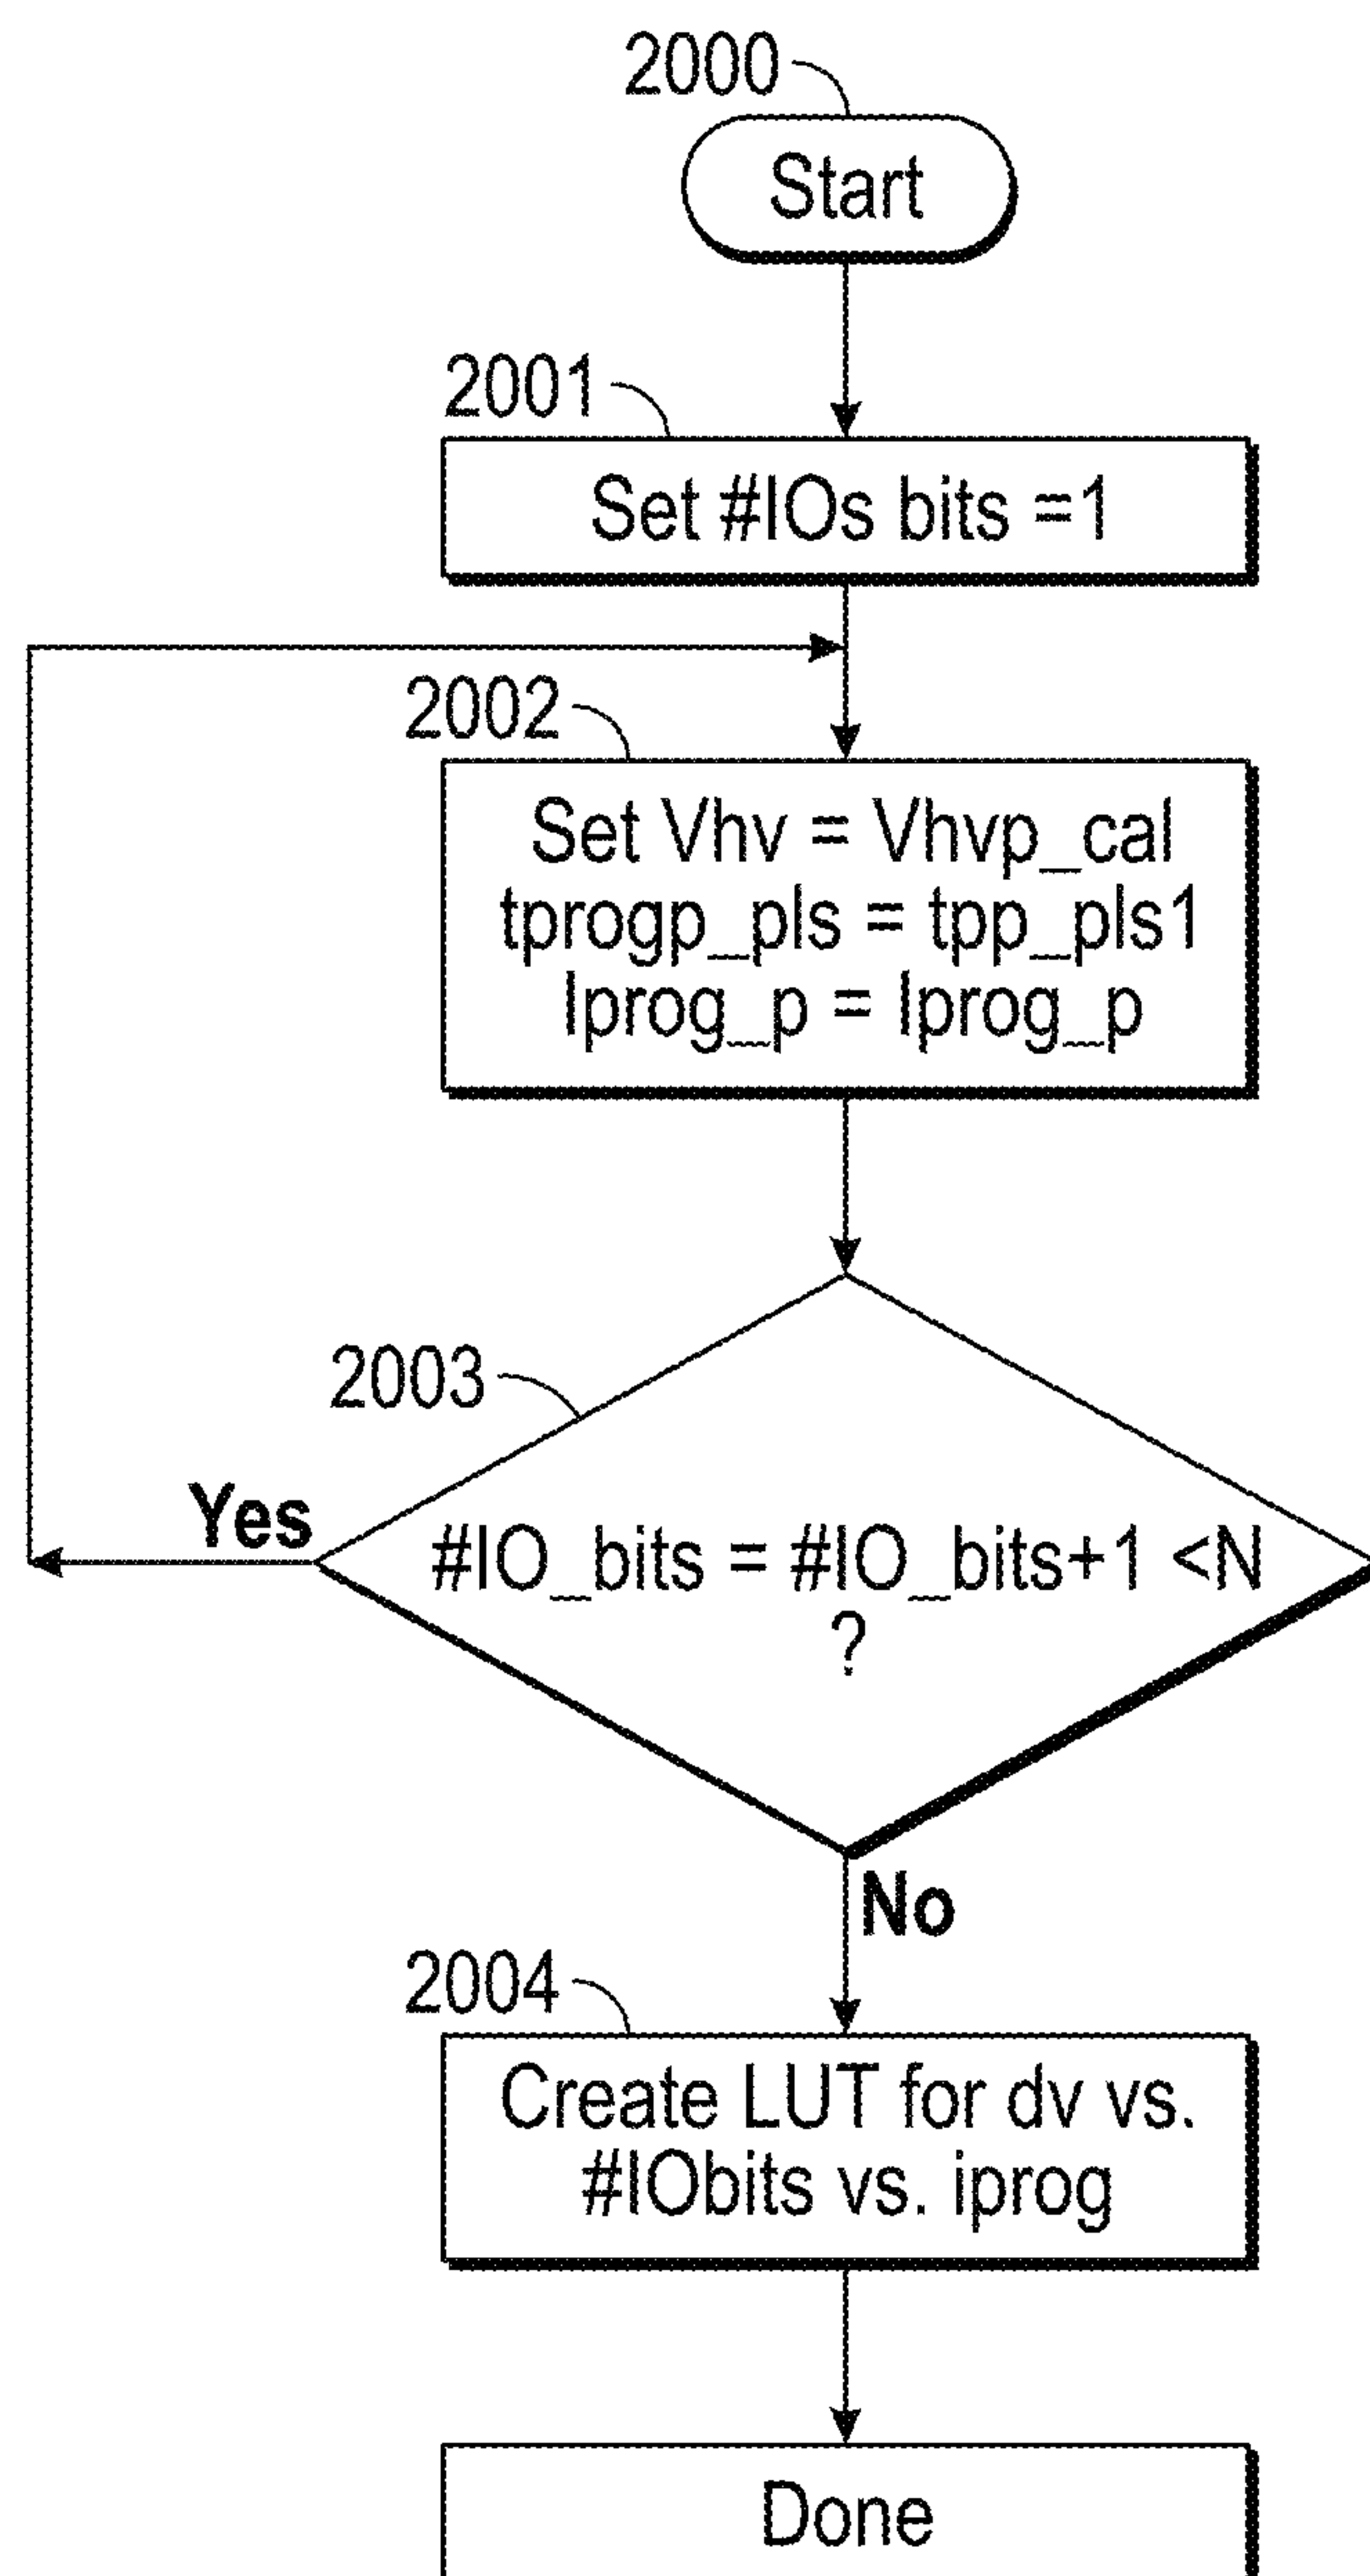 2000
Start
2001
Set #IOs bits =1
2002
Set Vhv = Vhvp_cal
tprogp_pls = tpp_pls1
Iprog_p = Iprog_p
2003
Yes
#IO_bits = #IO_bits+1 <N
?
No
2004
Create LUT for dv vs.
#IObits vs. iprog
Done